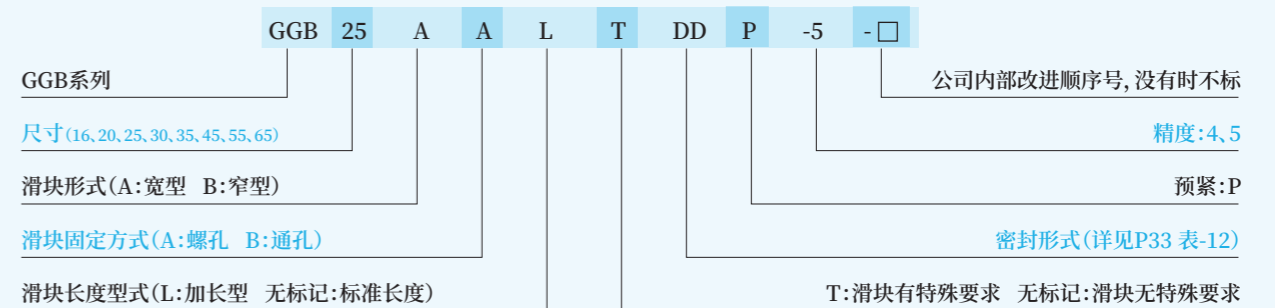 GGB 25 A A L T DD P -5 -□
GGB系列
公司内部改进顺序号,没有时不标
尺寸(16、20、25、30、35、45、55、65)
精度:4、5
滑块形式(A:宽型 B:窄型)
预紧:P
滑块固定方式(A:螺孔 B:通孔)
密封形式(详见P33 表-12)
滑块长度型式(L:加长型 无标记:标准长度)
T:滑块有特殊要求 无标记:滑块无特殊要求